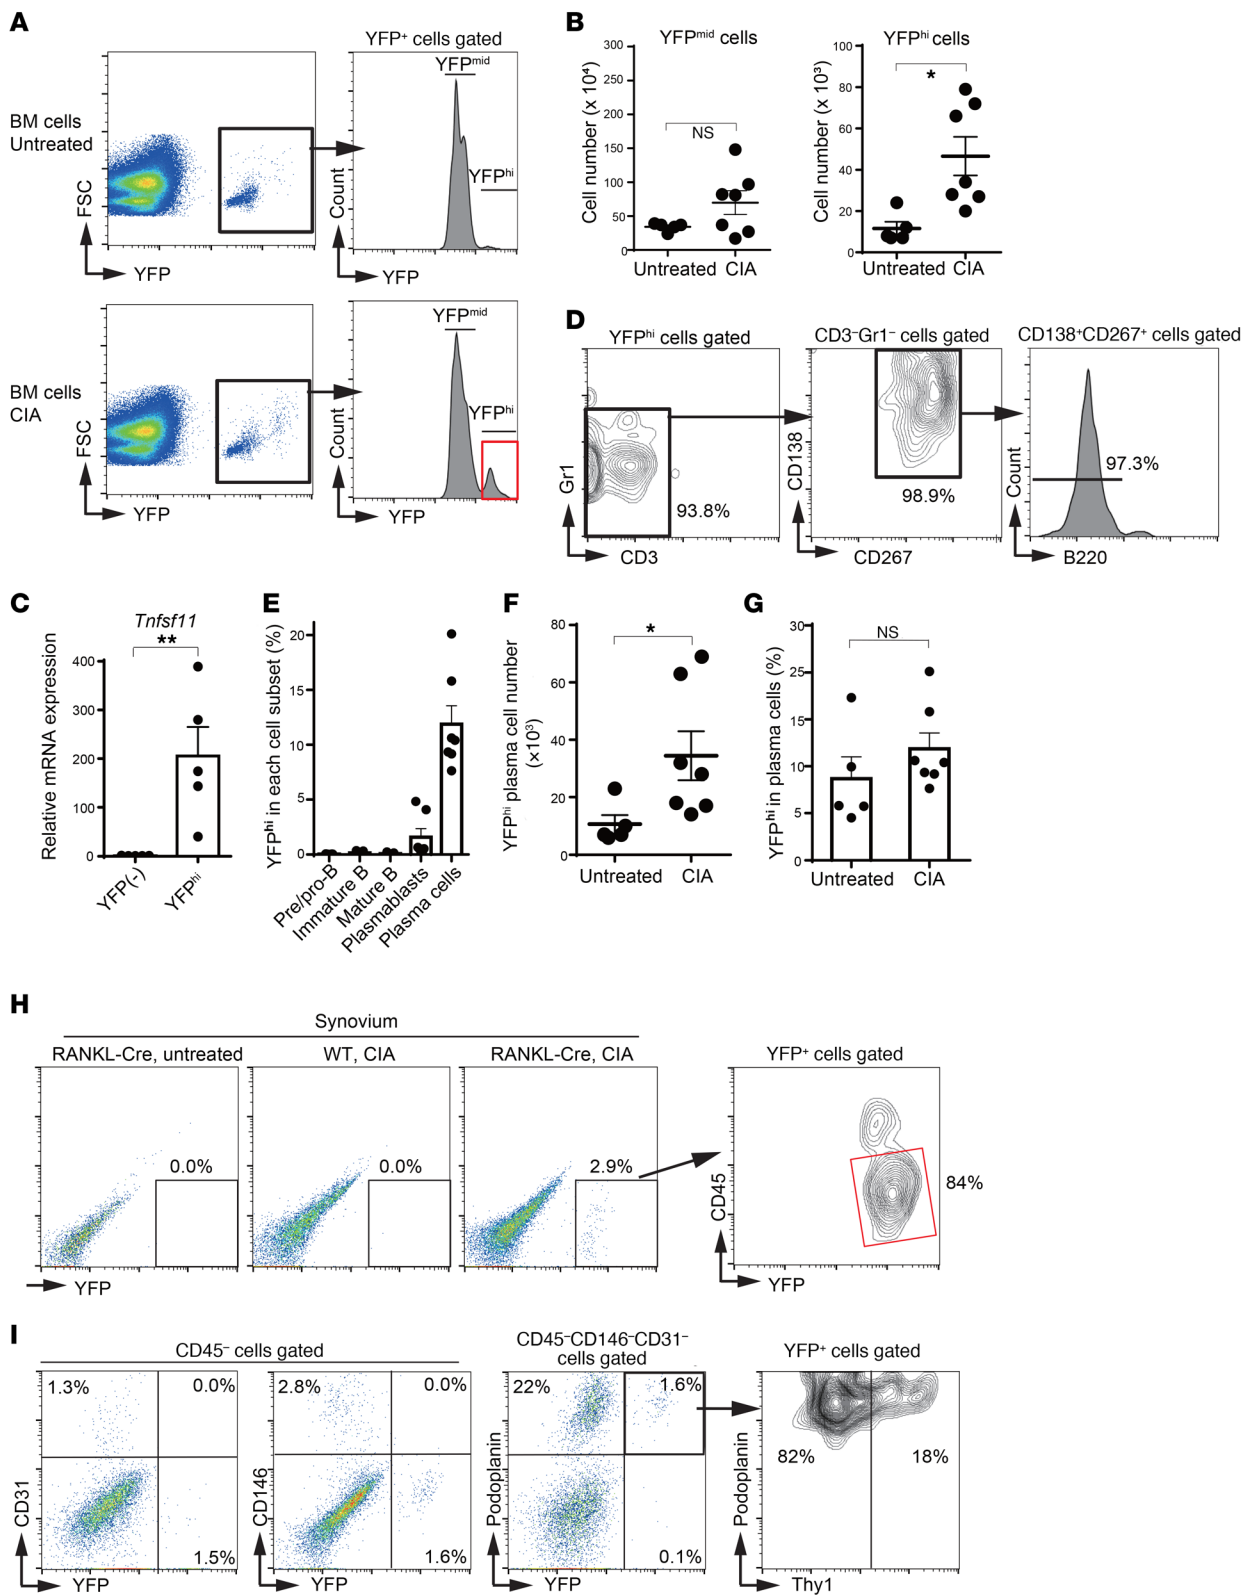 A
YFP⁺ cells gated
BM cells
Untreated
FSC
YFP
YFPmid
YFPhi
Count
YFP
BM cells
CIA
FSC
YFP
YFPmid
YFPhi
Count
YFP
B
YFPmid cells
Cell number (x 10⁴)
300
250
200
150
100
50
0
NS
Untreated
CIA
YFPhi cells
Cell number (x 10³)
100
80
60
40
20
0
*
Untreated
CIA
D
YFPhi cells gated
Gr1
CD3
93.8%
CD3⁻Gr1⁻ cells gated
CD138
CD267
98.9%
CD138⁺CD267⁺ cells gated
Count
B220
97.3%
C
Tnfsf11
**
Relative mRNA expression
400
300
200
100
0
YFP(-)
YFPhi
E
YFPhi in each cell subset (%)
20
15
10
5
0
Pre/pro-B
Immature B
Mature B
Plasmablasts
Plasma cells
F
YFPhi plasma cell number
(×10³)
80
60
40
20
0
*
Untreated
CIA
G
YFPhi in plasma cells (%)
30
25
15
10
5
0
NS
Untreated
CIA
H
Synovium
RANKL-Cre, untreated
WT, CIA
RANKL-Cre, CIA
0.0%
0.0%
2.9%
YFP
YFP⁺ cells gated
CD45
YFP
84%
I
CD45⁻ cells gated
1.3%
0.0%
1.5%
CD31
YFP
2.8%
0.0%
1.6%
CD146
YFP
CD45⁻CD146⁻CD31⁻
cells gated
22%
1.6%
0.1%
Podoplanin
YFP
YFP⁺ cells gated
82%
18%
Podoplanin
Thy1